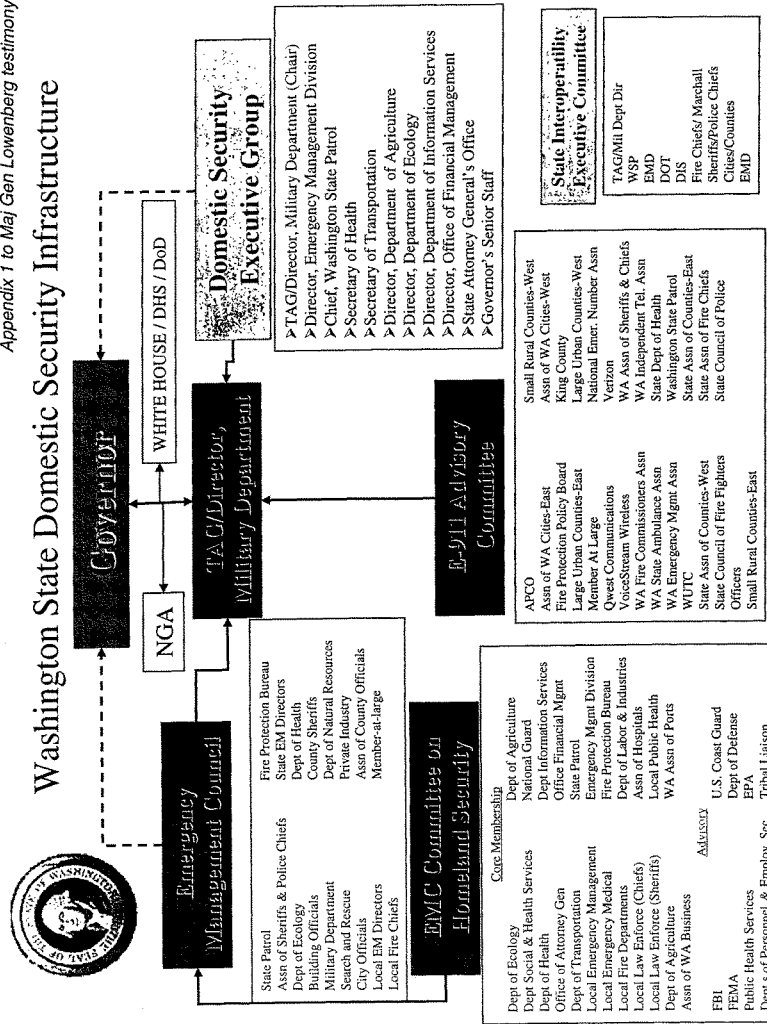 Appendix 1 to Maj Gen Lowenberg testimony
Washington State Domestic Security Infrastructure
THE SEAL OF THE STATE OF WASHINGTON
Governor
NGA
WHITE HOUSE / DHS / DoD
Emergency
Management Council
TAG/Director,
Military Department
Domestic Security
Executive Group
State Patrol
Assn of Sheriffs & Police Chiefs
Dept of Ecology
Building Officials
Military Department
Search and Rescue
City Officials
Local EM Directors
Local Fire Chiefs
Fire Protection Bureau
State EM Directors
Dept of Health
County Sheriffs
Dept of Natural Resources
Private Industry
Assn of County Officials
Member-at-large
➢TAG/Director, Military Department (Chair)
➢Director, Emergency Management Division
➢Chief, Washington State Patrol
➢Secretary of Health
➢Secretary of Transportation
➢Director, Department of Agriculture
➢Director, Department of Ecology
➢Director, Department of Information Services
➢Director, Office of Financial Management
➢State Attorney General's Office
➢Governor's Senior Staff
EMC Committee on
Homeland Security
E-911 Advisory
Committee
State Interoperability
Executive Committee
Core Membership
Dept of Ecology
Dept Social & Health Services
Dept of Health
Office of Attorney Gen
Dept of Transportation
Local Emergency Management
Local Emergency Medical
Local Fire Departments
Local Law Enforce (Chiefs)
Local Law Enforce (Sheriffs)
Dept of Agriculture
Assn of WA Business
Dept of Agriculture
National Guard
Dept Information Services
Office Financial Mgmt
State Patrol
Emergency Mgmt Division
Fire Protection Bureau
Dept of Labor & Industries
Assn of Hospitals
Local Public Health
WA Assn of Ports
Advisory
FBI
FEMA
Public Health Services
Dept s of Personnel & Employ. Sec.
U.S. Coast Guard
Dept of Defense
EPA
Tribal Liaison
APCO
Assn of WA Cities-East
Fire Protection Policy Board
Large Urban Counties-East
Member At Large
Qwest Communications
VoiceStream Wireless
WA Fire Commissioners Assn
WA State Ambulance Assn
WA Emergency Mgmt Assn
WUTC
State Assn of Counties-West
State Council of Fire Fighters
Officers
Small Rural Counties-East
Small Rural Counties-West
Assn of WA Cities-West
King County
Large Urban Counties-West
National Emer. Number Assn
Verizon
WA Assn of Sheriffs & Chiefs
WA Independent Tel. Assn
State Dept of Health
Washington State Patrol
State Assn of Counties-East
State Assn of Fire Chiefs
State Council of Police
TAG/Mil Dept Dir
WSP
EMD
DOT
DIS
Fire Chiefs/ Marshall
Sheriffs/Police Chiefs
Cities/Counties
EMD